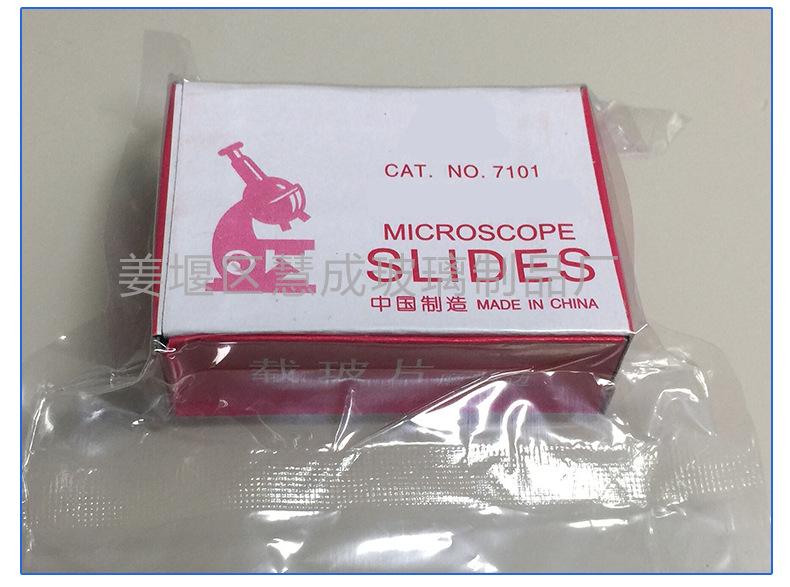 CAT. NO. 7101
MICROSCOPE
SLIDES
姜堰区慧成玻璃制品厂
中国制造 MADE IN CHINA
载玻片